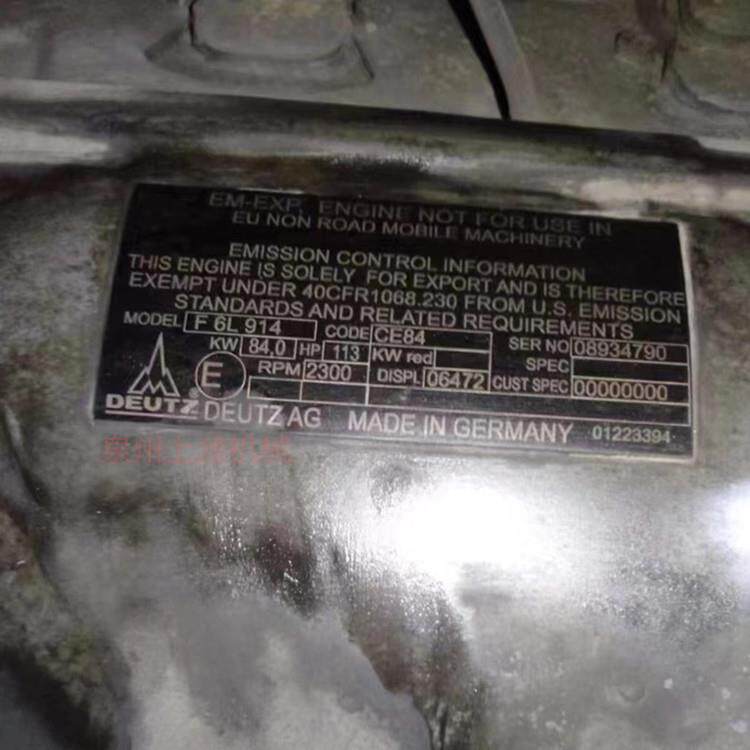 EM-EXP. ENGINE NOT FOR USE IN
EU NON ROAD MOBILE MACHINERY
EMISSION CONTROL INFORMATION
THIS ENGINE IS SOLELY FOR EXPORT AND IS THEREFORE
EXEMPT UNDER 40CFR1068.230 FROM U.S. EMISSION
STANDARDS AND RELATED REQUIREMENTS
MODEL F 6L 914 CODE CE84 SER NO 08934790
KW 84,0 HP 113 KW red SPEC
E RPM 2300 DISPL 06472 CUST SPEC 00000000
DEUTZ DEUTZ AG MADE IN GERMANY 01223394